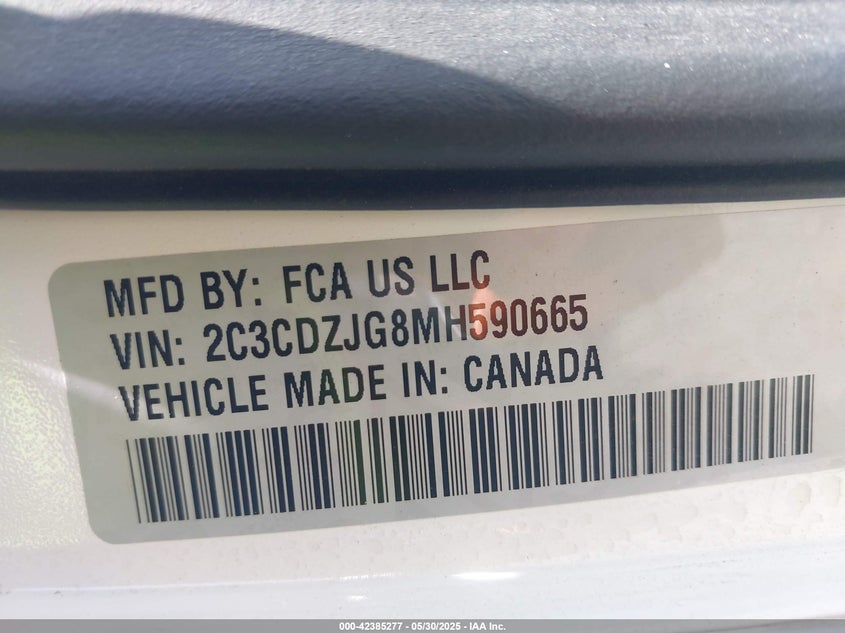 MFD BY: FCA US LLC
VIN: 2C3CDZJG8MH590665
VEHICLE MADE IN: CANADA
000-42385277 - 05/30/2025 - IAA Inc.